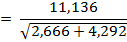 = 11,136 / √2,666 + 4,292